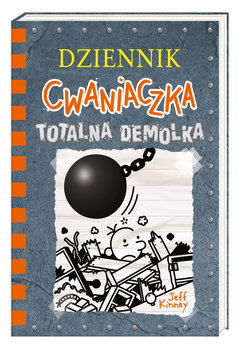 DZIENNIK
CWANIACZKA
TOTALNA DEMOLKA
Jeff
Kinney